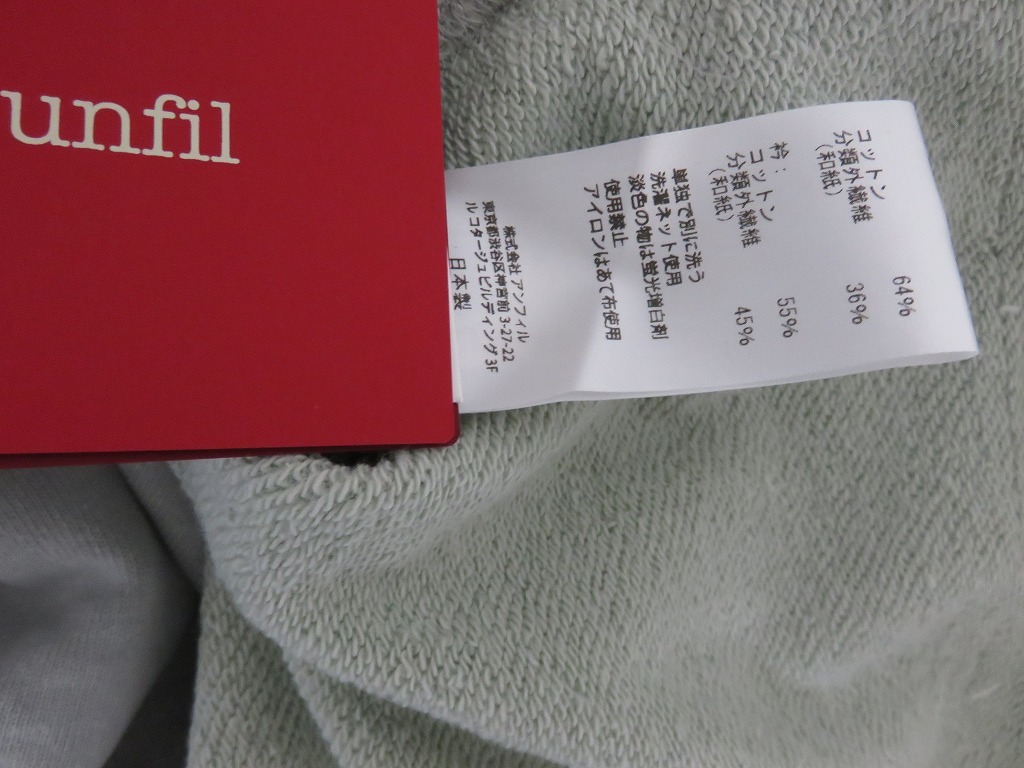 unfil
コットン 64%
分類外繊維 36%
（和紙）
衿：
コットン 55%
分類外繊維 45%
（和紙）
単独で別に洗う
洗濯ネット使用
淡色の物は蛍光増白剤
使用禁止
アイロンはあて布使用
株式会社 アンフィル
東京都渋谷区神宮前 3-27-22
ルコタージュビルディング3F
日本製